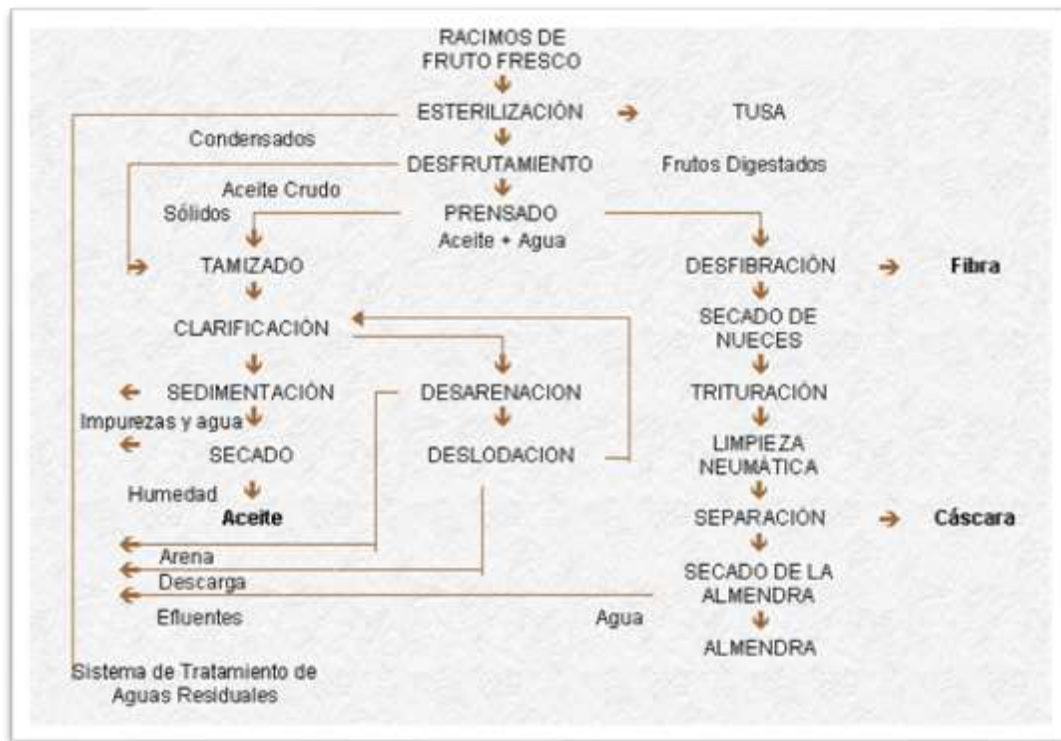 RACIMOS DE
FRUTO FRESCO
ESTERILIZACIÓN
TUSA
Condensados
DESFRUTAMIENTO
Frutos Digestados
Aceite Crudo
Sólidos
PRENSADO
Aceite + Agua
TAMIZADO
DESFIBRACIÓN
Fibra
CLARIFICACIÓN
SECADO DE
NUECES
SEDIMENTACIÓN
DESARENACION
TRITURACIÓN
Impurezas y agua
SECADO
DESLODACION
LIMPIEZA
NEUMÁTICA
Humedad
Aceite
SEPARACIÓN
Cáscara
Arena
Descarga
SECADO DE LA
ALMENDRA
Efluentes
Agua
ALMENDRA
Sistema de Tratamiento de
Aguas Residuales